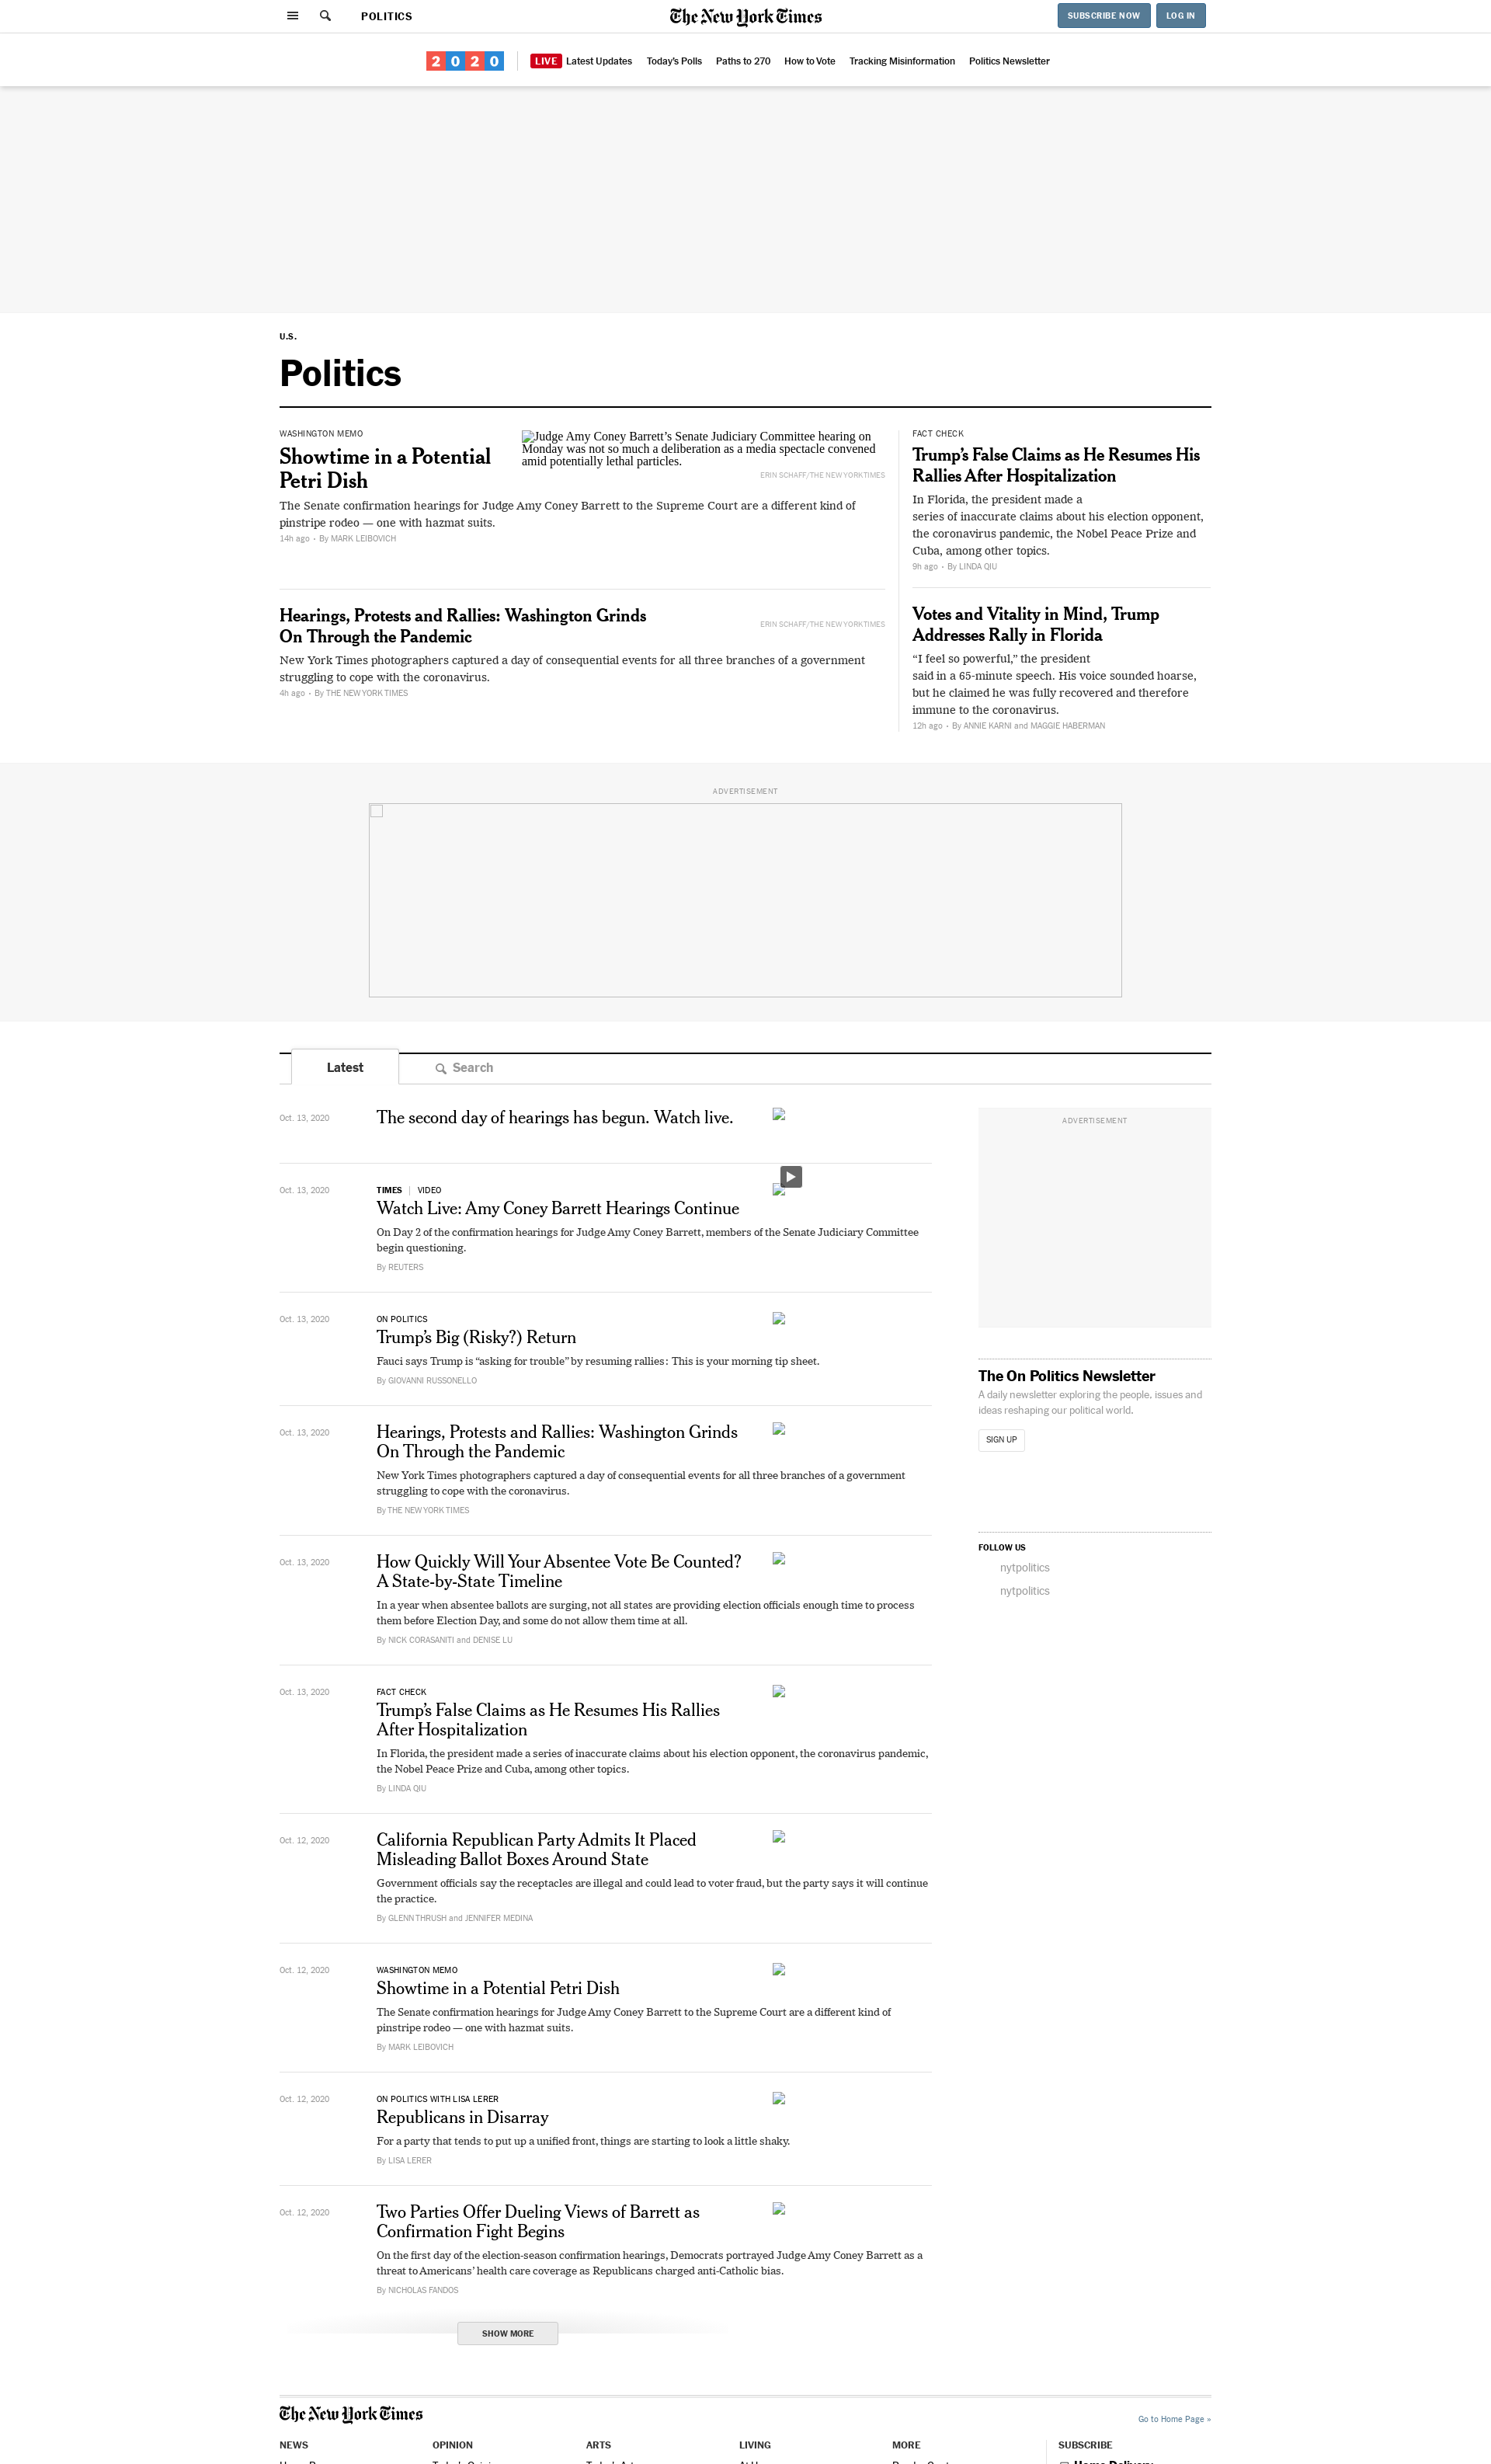 POLITICS
The New York Times
SUBSCRIBE NOW
LOG IN
2020
LIVE Latest Updates
Today's Polls
Paths to 270
How to Vote
Tracking Misinformation
Politics Newsletter
U.S.
Politics
WASHINGTON MEMO
Showtime in a Potential
Petri Dish
Judge Amy Coney Barrett’s Senate Judiciary Committee hearing on
Monday was not so much a deliberation as a media spectacle convened
amid potentially lethal particles.
ERIN SCHAFF/THE NEW YORK TIMES
The Senate confirmation hearings for Judge Amy Coney Barrett to the Supreme Court are a different kind of
pinstripe rodeo — one with hazmat suits.
14h ago • By MARK LEIBOVICH
Hearings, Protests and Rallies: Washington Grinds
On Through the Pandemic
ERIN SCHAFF/THE NEW YORK TIMES
New York Times photographers captured a day of consequential events for all three branches of a government
struggling to cope with the coronavirus.
4h ago • By THE NEW YORK TIMES
FACT CHECK
Trump’s False Claims as He Resumes His
Rallies After Hospitalization
In Florida, the president made a
series of inaccurate claims about his election opponent,
the coronavirus pandemic, the Nobel Peace Prize and
Cuba, among other topics.
9h ago • By LINDA QIU
Votes and Vitality in Mind, Trump
Addresses Rally in Florida
“I feel so powerful,” the president
said in a 65-minute speech. His voice sounded hoarse,
but he claimed he was fully recovered and therefore
immune to the coronavirus.
12h ago • By ANNIE KARNI and MAGGIE HABERMAN
ADVERTISEMENT
Latest
Search
Oct. 13, 2020
The second day of hearings has begun. Watch live.
Oct. 13, 2020
TIMES | VIDEO
Watch Live: Amy Coney Barrett Hearings Continue
On Day 2 of the confirmation hearings for Judge Amy Coney Barrett, members of the Senate Judiciary Committee
begin questioning.
By REUTERS
Oct. 13, 2020
ON POLITICS
Trump’s Big (Risky?) Return
Fauci says Trump is “asking for trouble” by resuming rallies: This is your morning tip sheet.
By GIOVANNI RUSSONELLO
Oct. 13, 2020
Hearings, Protests and Rallies: Washington Grinds
On Through the Pandemic
New York Times photographers captured a day of consequential events for all three branches of a government
struggling to cope with the coronavirus.
By THE NEW YORK TIMES
Oct. 13, 2020
How Quickly Will Your Absentee Vote Be Counted?
A State-by-State Timeline
In a year when absentee ballots are surging, not all states are providing election officials enough time to process
them before Election Day, and some do not allow them time at all.
By NICK CORASANITI and DENISE LU
Oct. 13, 2020
FACT CHECK
Trump’s False Claims as He Resumes His Rallies
After Hospitalization
In Florida, the president made a series of inaccurate claims about his election opponent, the coronavirus pandemic,
the Nobel Peace Prize and Cuba, among other topics.
By LINDA QIU
Oct. 12, 2020
California Republican Party Admits It Placed
Misleading Ballot Boxes Around State
Government officials say the receptacles are illegal and could lead to voter fraud, but the party says it will continue
the practice.
By GLENN THRUSH and JENNIFER MEDINA
Oct. 12, 2020
WASHINGTON MEMO
Showtime in a Potential Petri Dish
The Senate confirmation hearings for Judge Amy Coney Barrett to the Supreme Court are a different kind of
pinstripe rodeo — one with hazmat suits.
By MARK LEIBOVICH
Oct. 12, 2020
ON POLITICS WITH LISA LERER
Republicans in Disarray
For a party that tends to put up a unified front, things are starting to look a little shaky.
By LISA LERER
Oct. 12, 2020
Two Parties Offer Dueling Views of Barrett as
Confirmation Fight Begins
On the first day of the election-season confirmation hearings, Democrats portrayed Judge Amy Coney Barrett as a
threat to Americans’ health care coverage as Republicans charged anti-Catholic bias.
By NICHOLAS FANDOS
SHOW MORE
ADVERTISEMENT
The On Politics Newsletter
A daily newsletter exploring the people, issues and
ideas reshaping our political world.
SIGN UP
FOLLOW US
nytpolitics
nytpolitics
The New York Times
Go to Home Page »
NEWS
OPINION
ARTS
LIVING
MORE
SUBSCRIBE